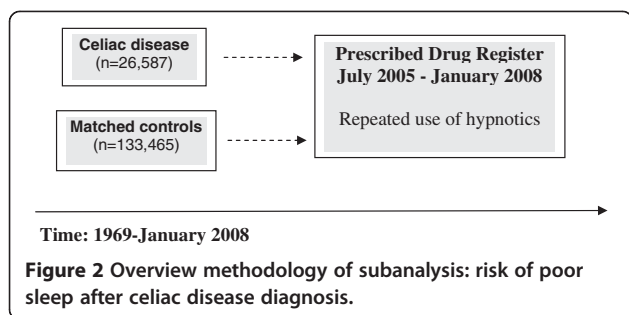 Celiac disease
(n=26,587)
Matched controls
(n=133,465)
Prescribed Drug Register
July 2005 - January 2008
Repeated use of hypnotics
Time: 1969-January 2008
Figure 2 Overview methodology of subanalysis: risk of poor
sleep after celiac disease diagnosis.